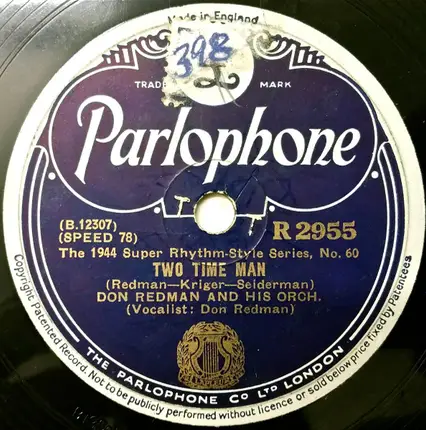 Made in England
398
TRADE MARK
Parlophone
T T
(B.12307)
(SPEED 78)
R 2955
The 1944 Super Rhythm-Style Series, No. 60
TWO TIME MAN
(Redman—Kriger—Seiderman)
DON REDMAN AND HIS ORCH.
(Vocalist: Don Redman)
THE PARLOPHONE CO LTD LONDON
Copyright Patented Record. Not to be publicly performed without licence or sold below price fixed by Patentees